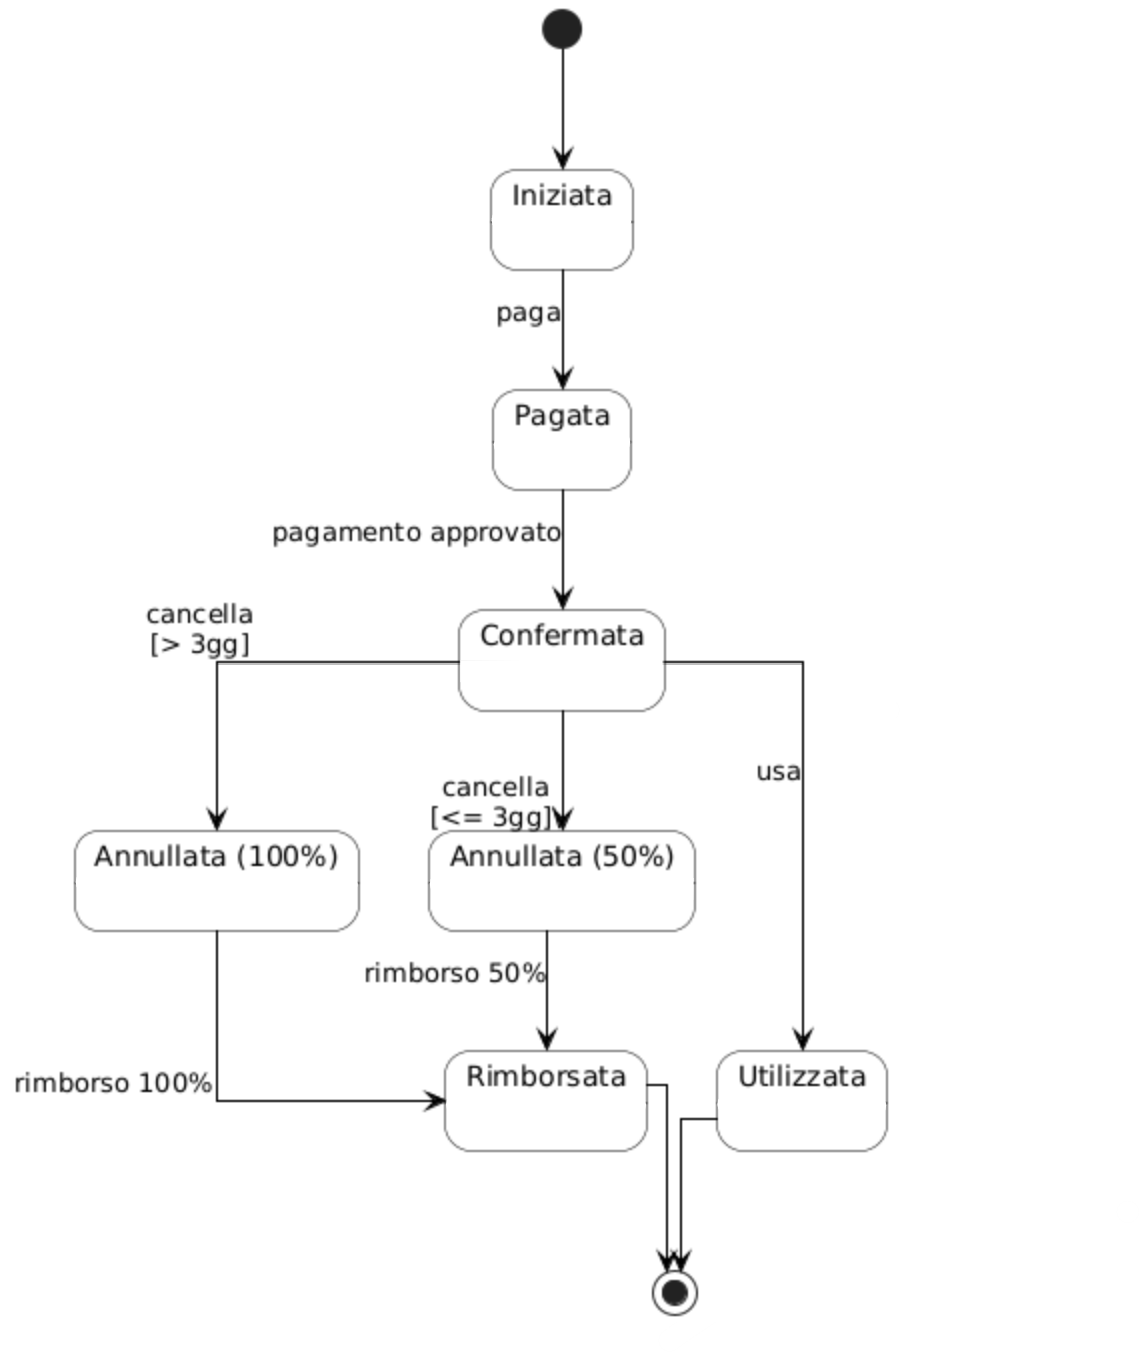 Iniziata
paga
Pagata
pagamento approvato
Confermata
cancella
[> 3gg]
cancella
[<= 3gg]
usa
Annullata (100%)
Annullata (50%)
rimborso 50%
rimborso 100%
Rimborsata
Utilizzata